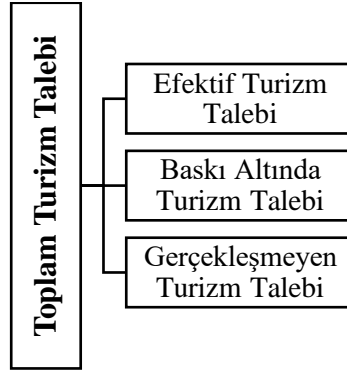 Toplam Turizm Talebi
Efektif Turizm
Talebi
Baskı Altında
Turizm Talebi
Gerçekleşmeyen
Turizm Talebi